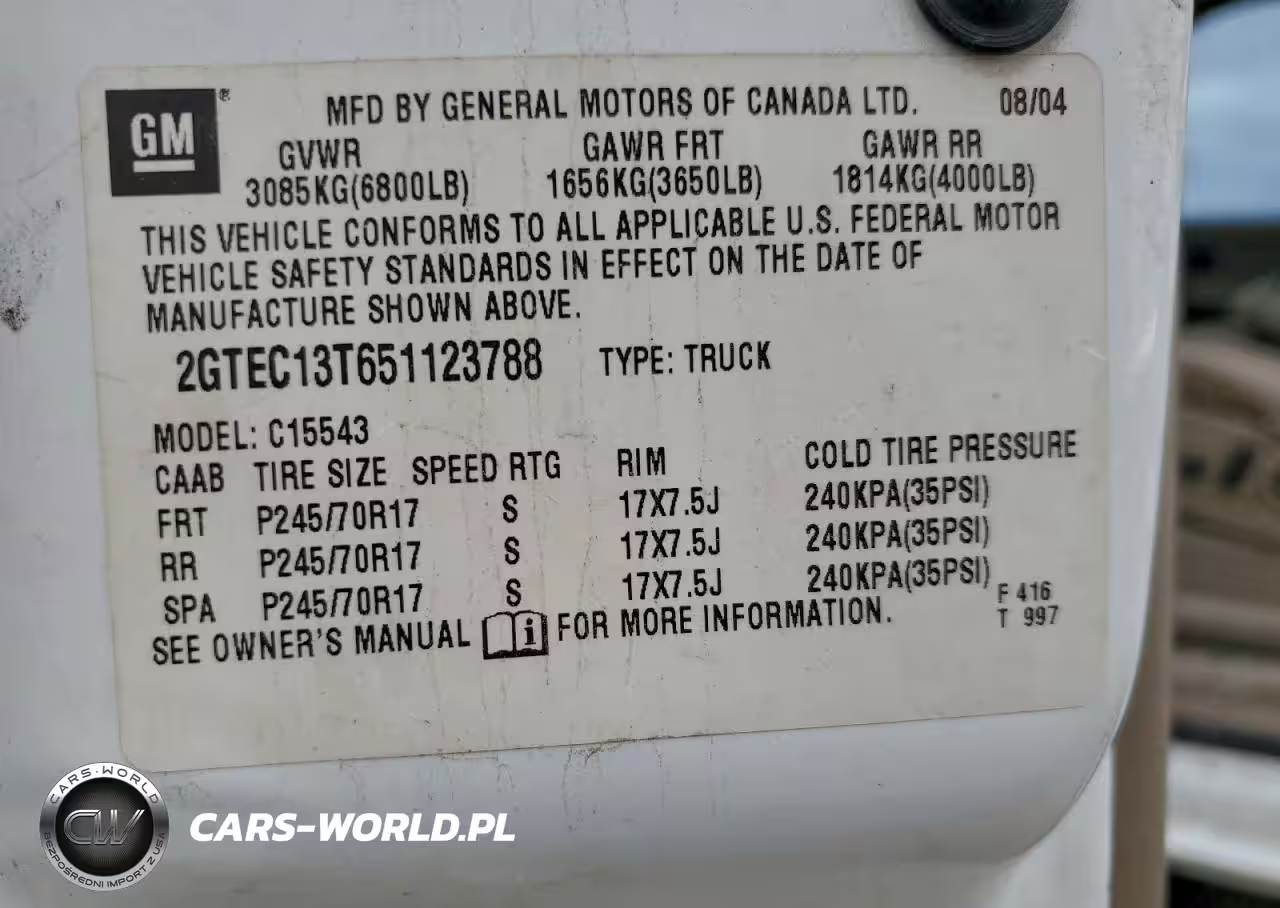 GM® MFD BY GENERAL MOTORS OF CANADA LTD. 08/04
GVWR GAWR FRT GAWR RR
3085KG(6800LB) 1656KG(3650LB) 1814KG(4000LB)
THIS VEHICLE CONFORMS TO ALL APPLICABLE U.S. FEDERAL MOTOR
VEHICLE SAFETY STANDARDS IN EFFECT ON THE DATE OF
MANUFACTURE SHOWN ABOVE.
2GTEC13T651123788 TYPE: TRUCK
MODEL: C15543
CAAB TIRE SIZE SPEED RTG RIM COLD TIRE PRESSURE
FRT P245/70R17 S 17X7.5J 240KPA(35PSI)
RR P245/70R17 S 17X7.5J 240KPA(35PSI)
SPA P245/70R17 S 17X7.5J 240KPA(35PSI)
F 416
SEE OWNER'S MANUAL i FOR MORE INFORMATION. T 997
CARS-WORLD
CW
BEZPOŚREDNI IMPORT Z USA
CARS-WORLD.PL